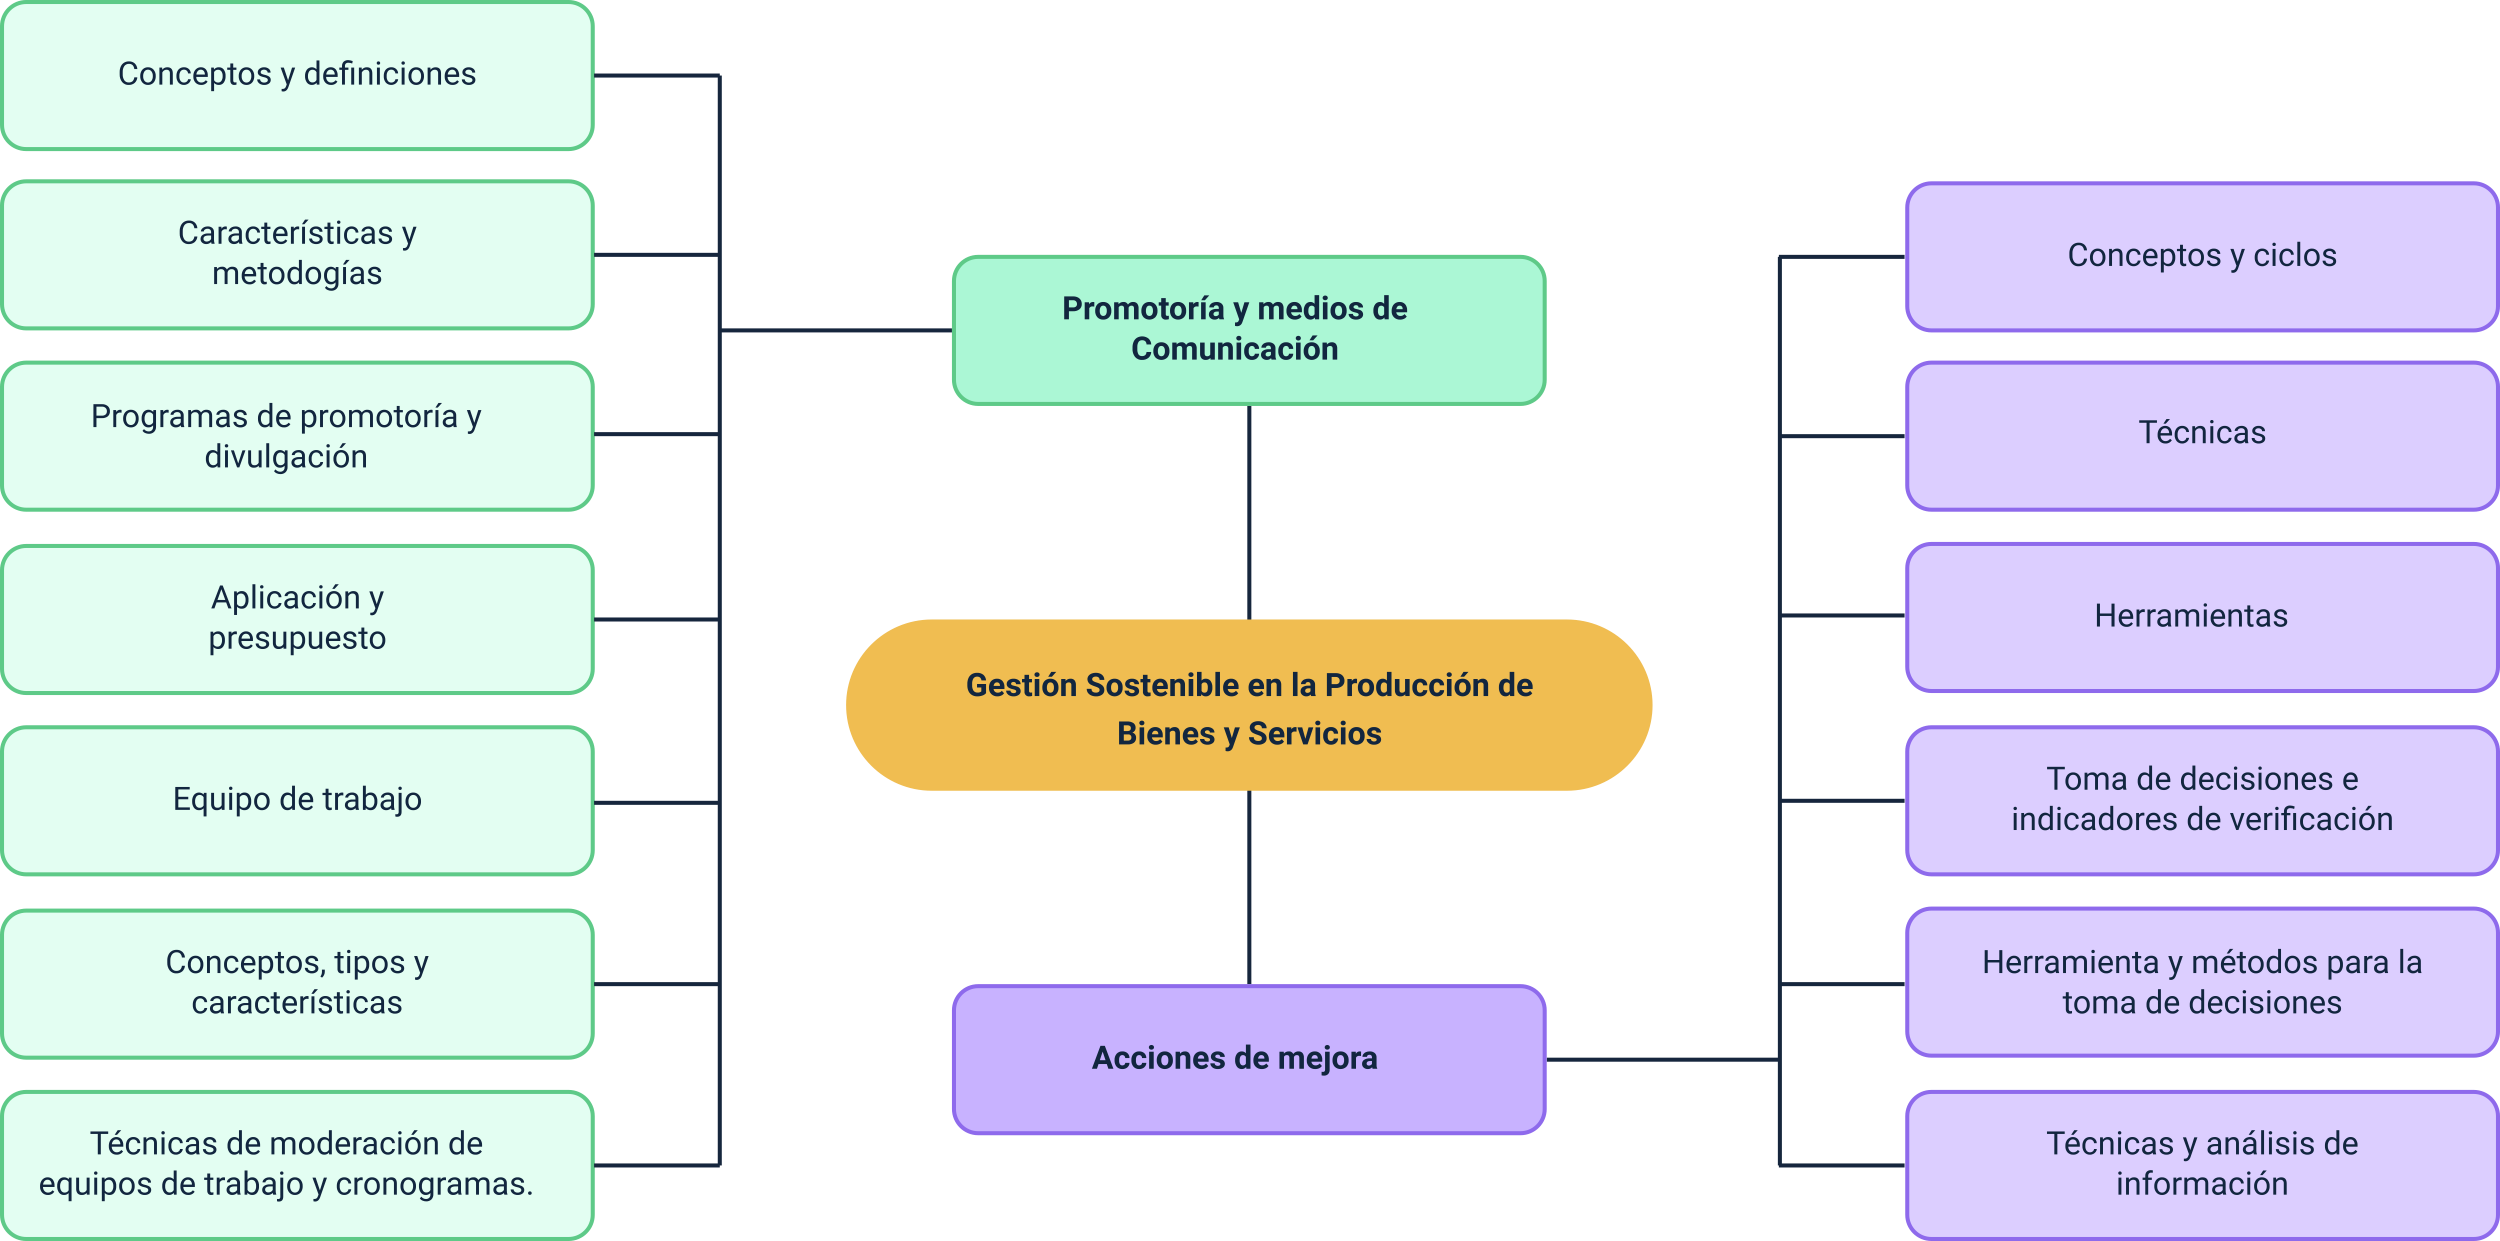 Conceptos y definiciones
Características y
metodologías
Programas de promotoría y
divulgación
Aplicación y
presupuesto
Equipo de trabajo
Conceptos, tipos y
características
Técnicas de moderación de
equipos de trabajo y cronogramas.
Promotoría y medios de
Comunicación
Gestión Sostenible en la Producción de
Bienes y Servicios
Acciones de mejora
Conceptos y ciclos
Técnicas
Herramientas
Toma de decisiones e
indicadores de verificación
Herramienta y métodos para la
toma de decisiones
Técnicas y análisis de
información